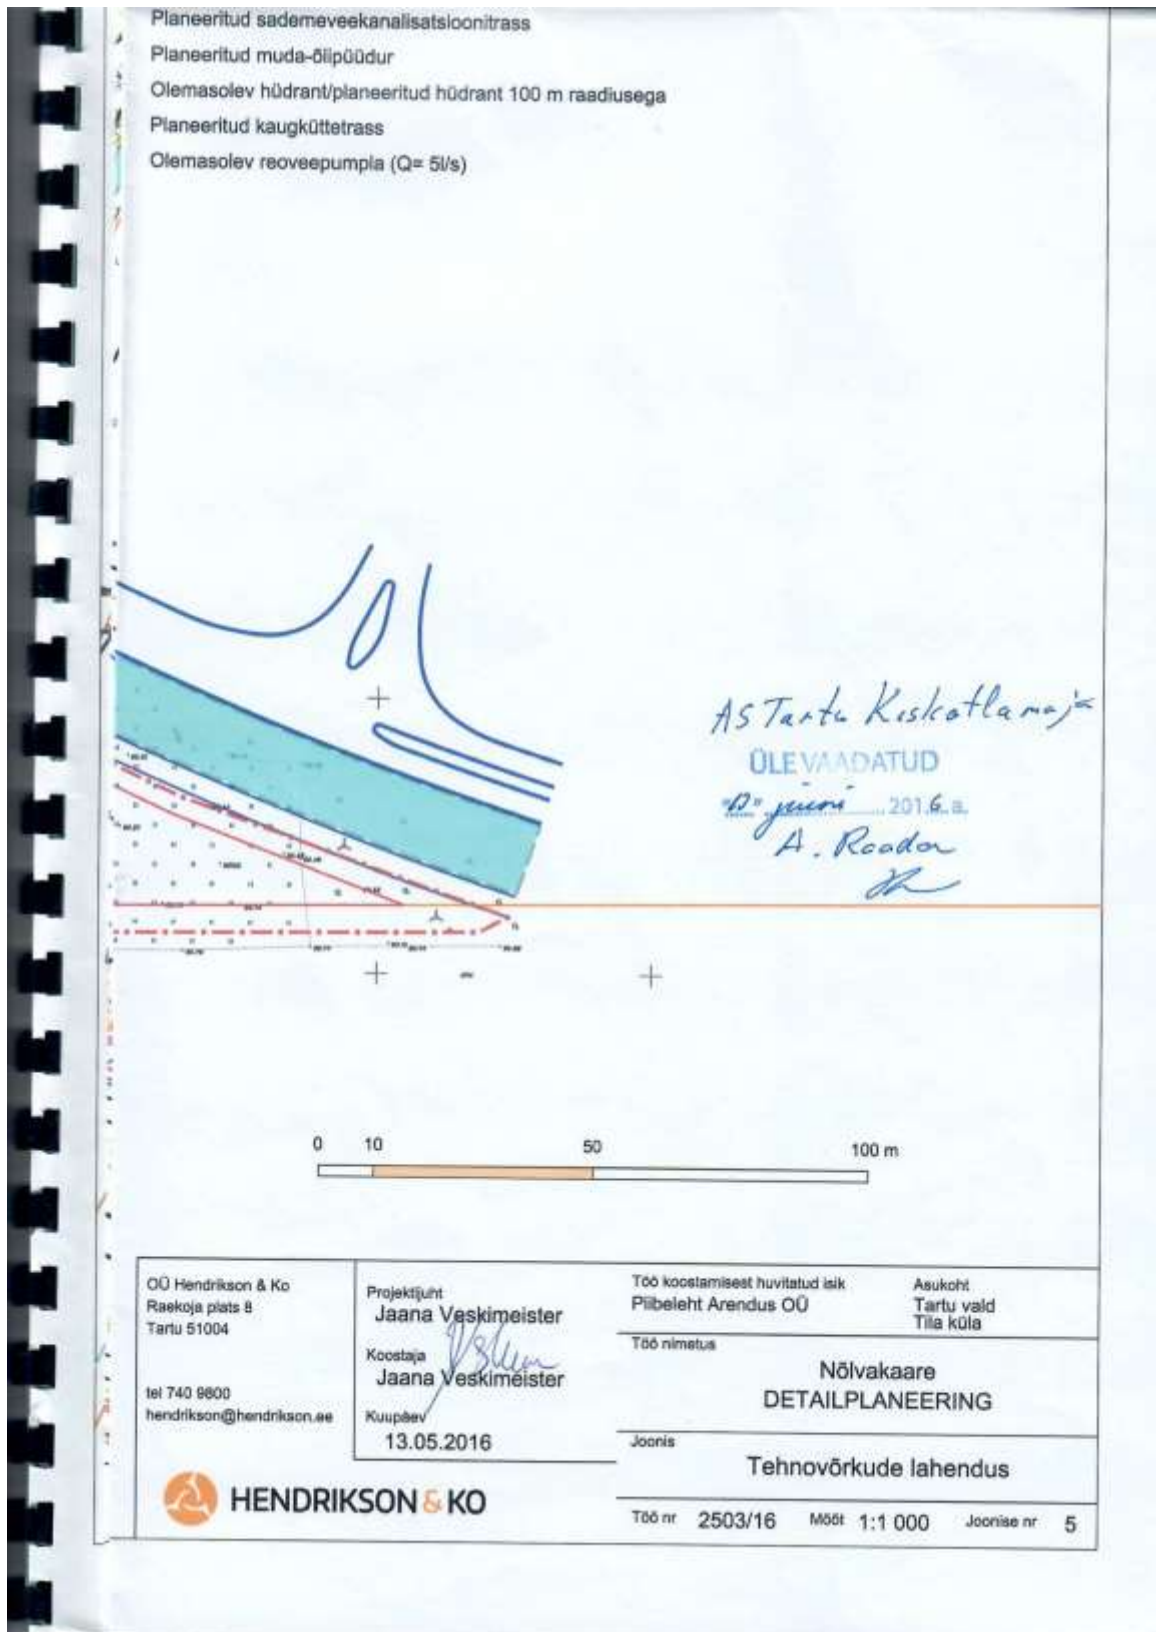 Planeeritud sademeveekanalisatsioonitrass
Planeeritud muda-õlipüüdur
Olemasolev hüdrant/planeeritud hüdrant 100 m raadiusega
Planeeritud kaugküttetrass
Olemasolev reoveepumpla (Q= 5l/s)
AS Tartu Keskkatlamaja
ÜLEVAADATUD
juuni 2016.a.
A. Raadon
0 10 50 100 m
OÜ Hendrikson & Ko
Raekoja plats 8
Tartu 51004
tel 740 9800
hendrikson@hendrikson.ee
HENDRIKSON & KO
Projektijuht
Jaana Veskimeister
Koostaja
Jaana Veskimeister
Kuupäev
13.05.2016
Töö koostamisest huvitatud isik
Piibeleht Arendus OÜ
Asukoht
Tartu vald
Tila küla
Töö nimetus
Nõlvakaare
DETAILPLANEERING
Joonis
Tehnovõrkude lahendus
Töö nr 2503/16 Mõõt 1:1 000 Joonise nr 5